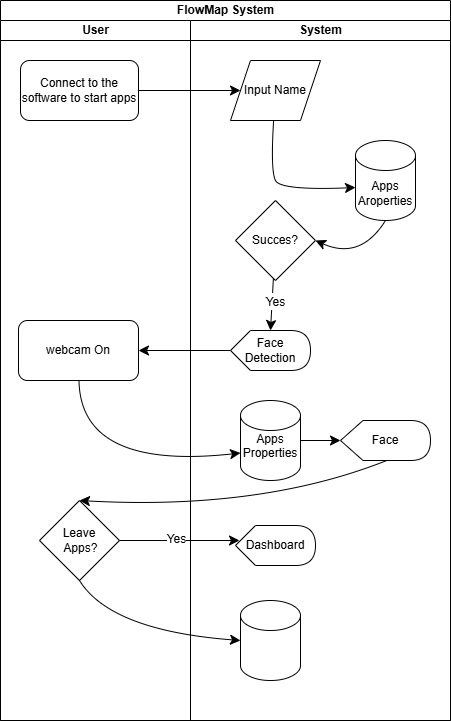 FlowMap System
User
System
Connect to the
software to start apps
Input Name
Apps
Aroperties
Succes?
Yes
Face
Detection
webcam On
Apps
Properties
Face
Leave
Apps?
Yes
Dashboard